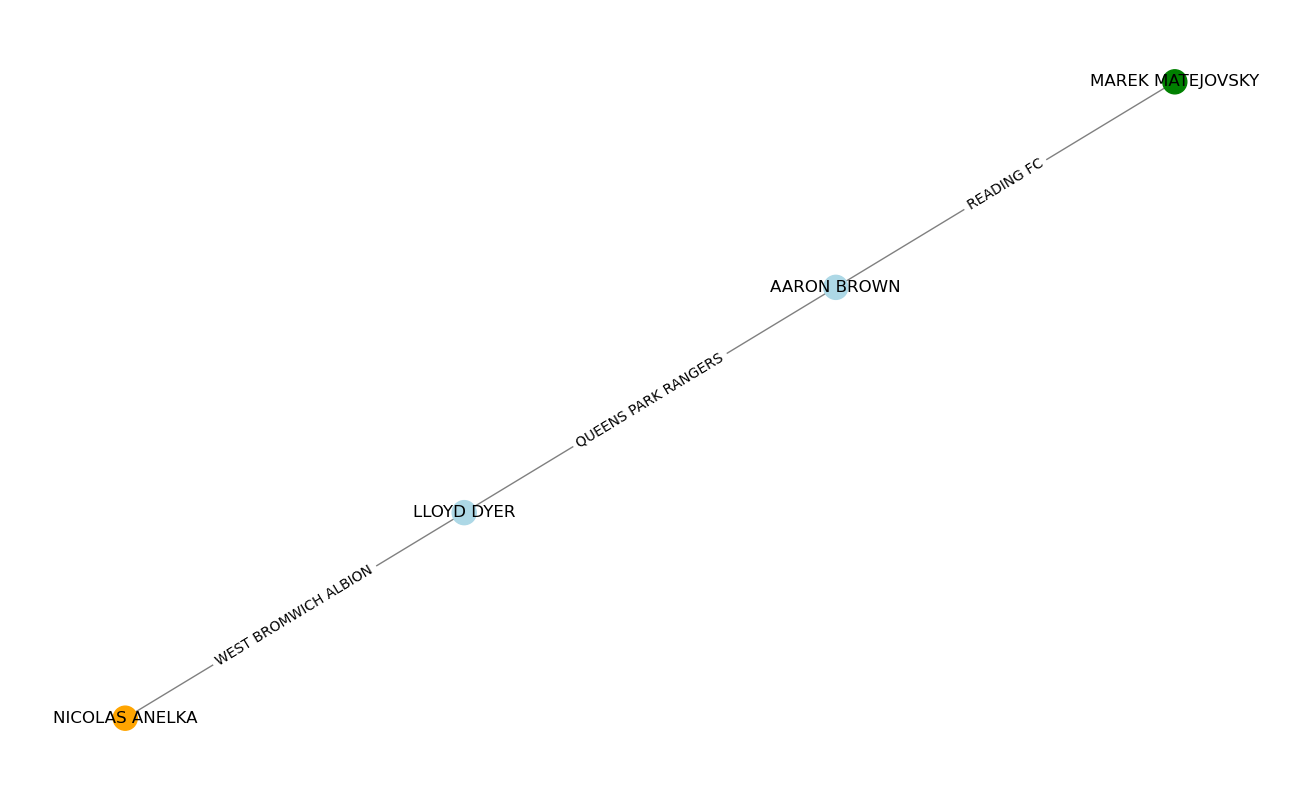 MAREK MATEJOVSKY
READING FC
AARON BROWN
QUEENS PARK RANGERS
LLOYD DYER
WEST BROMWICH ALBION
NICOLAS ANELKA